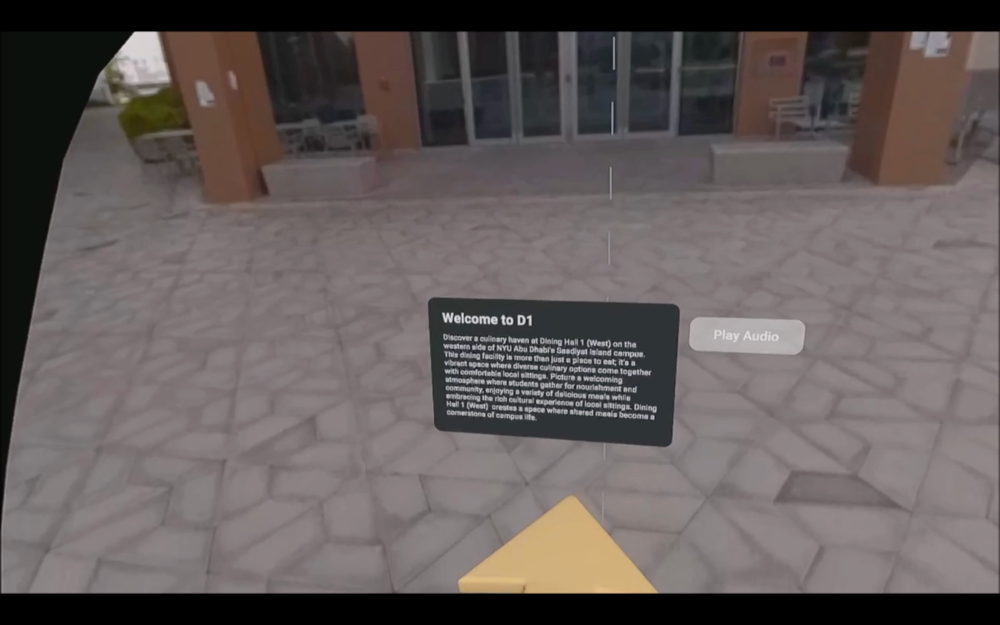 Welcome to D1
Discover a culinary haven at Dining Hall 1 (West) on the
western side of NYU Abu Dhabi's Saadiyat Island campus.
This dining facility is more than just a place to eat; it's a
vibrant space where diverse culinary options come together
with comfortable local sittings. Picture a welcoming
atmosphere where students gather for nourishment and
community, enjoying a variety of delicious meals while
embracing the rich cultural experience of local sittings. Dining
Hall 1 (West) creates a space where shared meals become a
cornerstone of campus life.
Play Audio